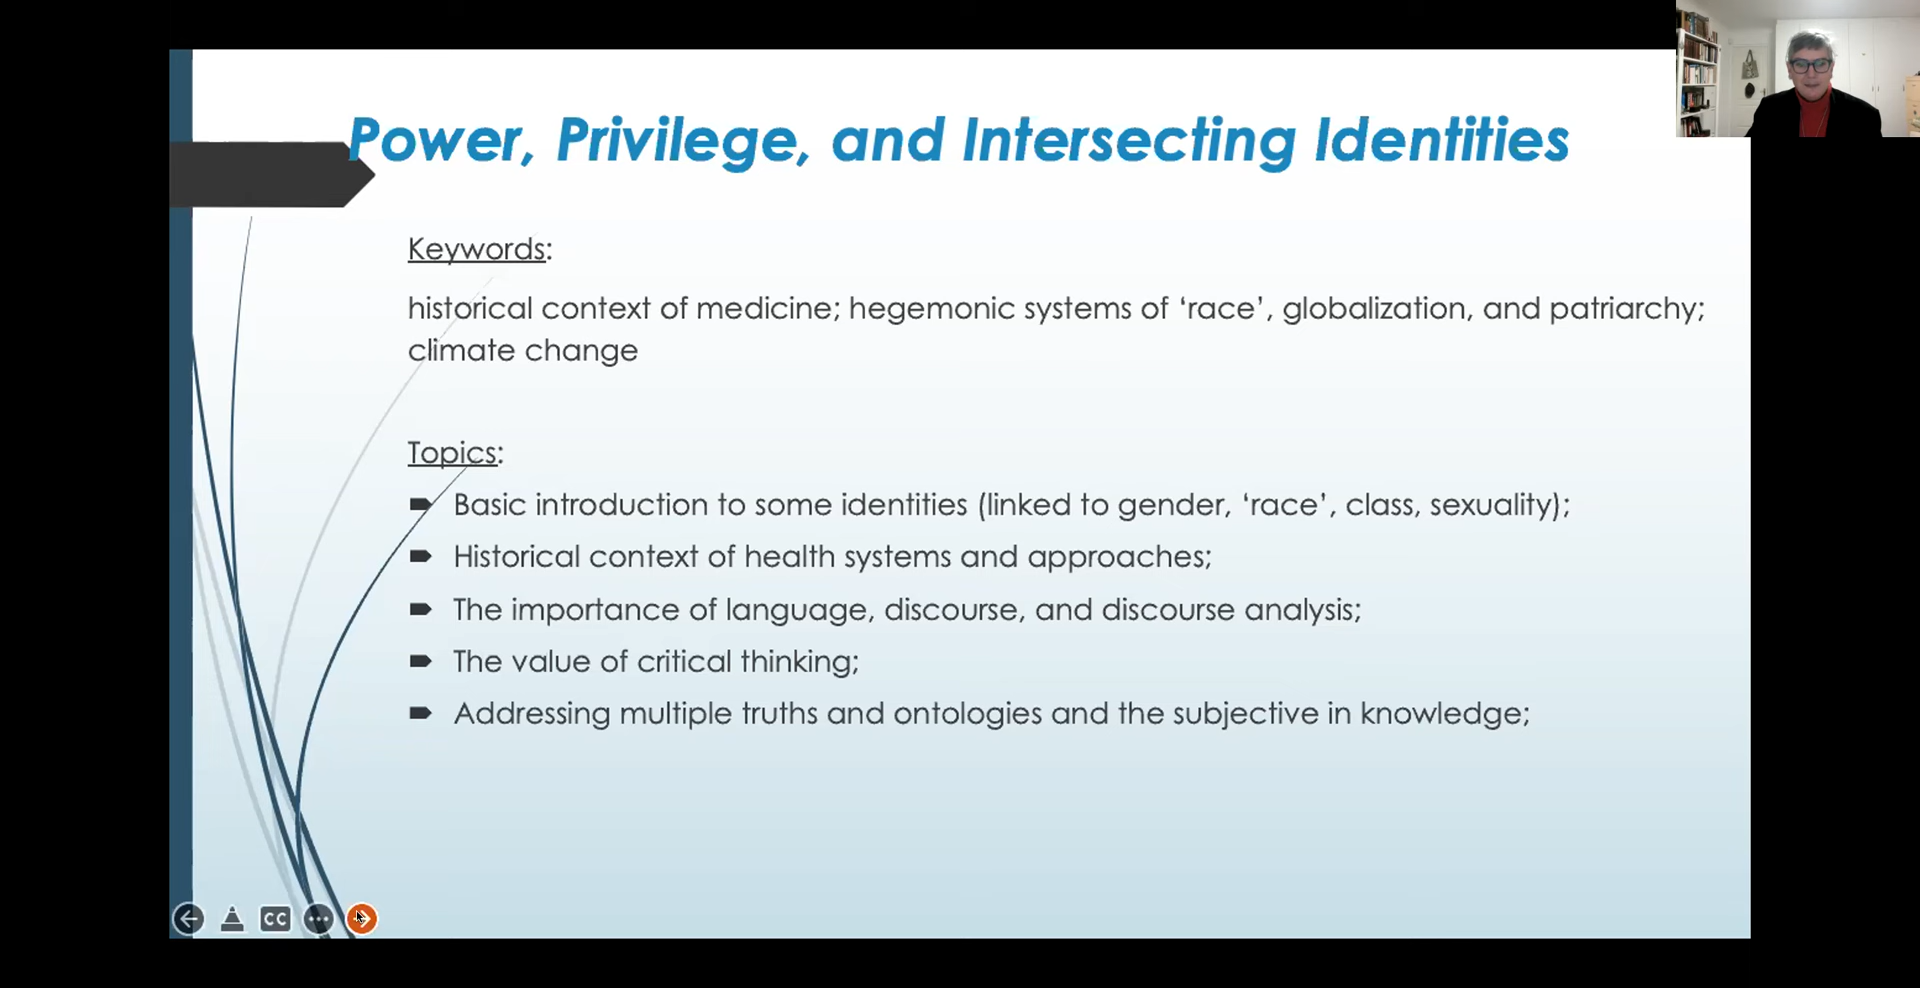 Power, Privilege, and Intersecting Identities
Keywords:
historical context of medicine; hegemonic systems of ‘race’, globalization, and patriarchy;
climate change
Topics:
Basic introduction to some identities (linked to gender, ‘race’, class, sexuality);
Historical context of health systems and approaches;
The importance of language, discourse, and discourse analysis;
The value of critical thinking;
Addressing multiple truths and ontologies and the subjective in knowledge;
CC